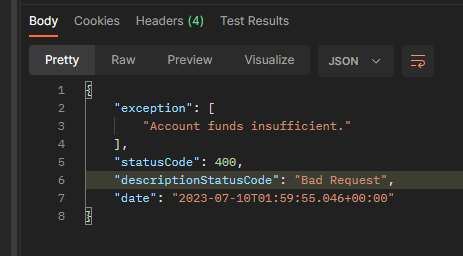 Body Cookies Headers (4) Test Results
Pretty Raw Preview Visualize JSON
1 {
2 "exception": [
3 "Account funds insufficient."
4 ],
5 "statusCode": 400,
6 "descriptionStatusCode": "Bad Request",
7 "date": "2023-07-10T01:59:55.046+00:00"
8 }